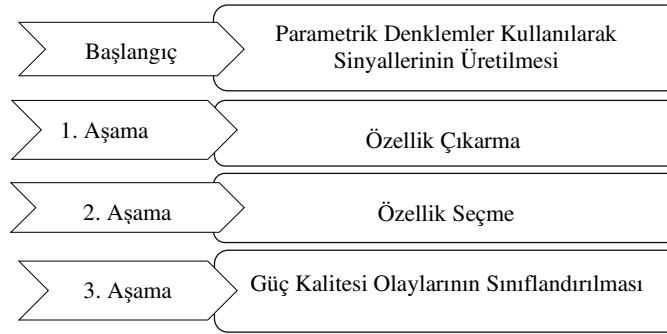 Başlangıç
Parametrik Denklemler Kullanılarak
Sinyallerinin Üretilmesi
1. Aşama
Özellik Çıkarma
2. Aşama
Özellik Seçme
3. Aşama
Güç Kalitesi Olaylarının Sınıflandırılması